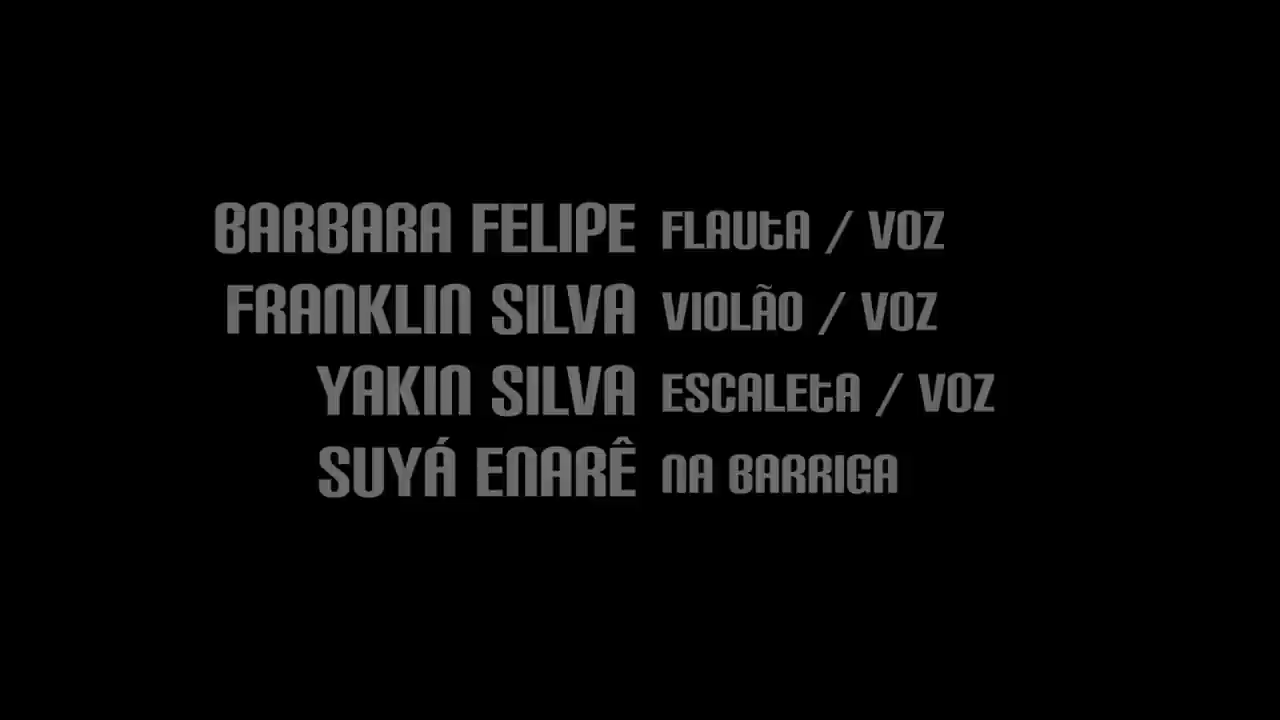 BARBARA FELIPE FLAUTA / VOZ
FRANKLIN SILVA VIOLÃO / VOZ
YAKIN SILVA ESCALETA / VOZ
SUYÁ ENARÊ NA BARRIGA